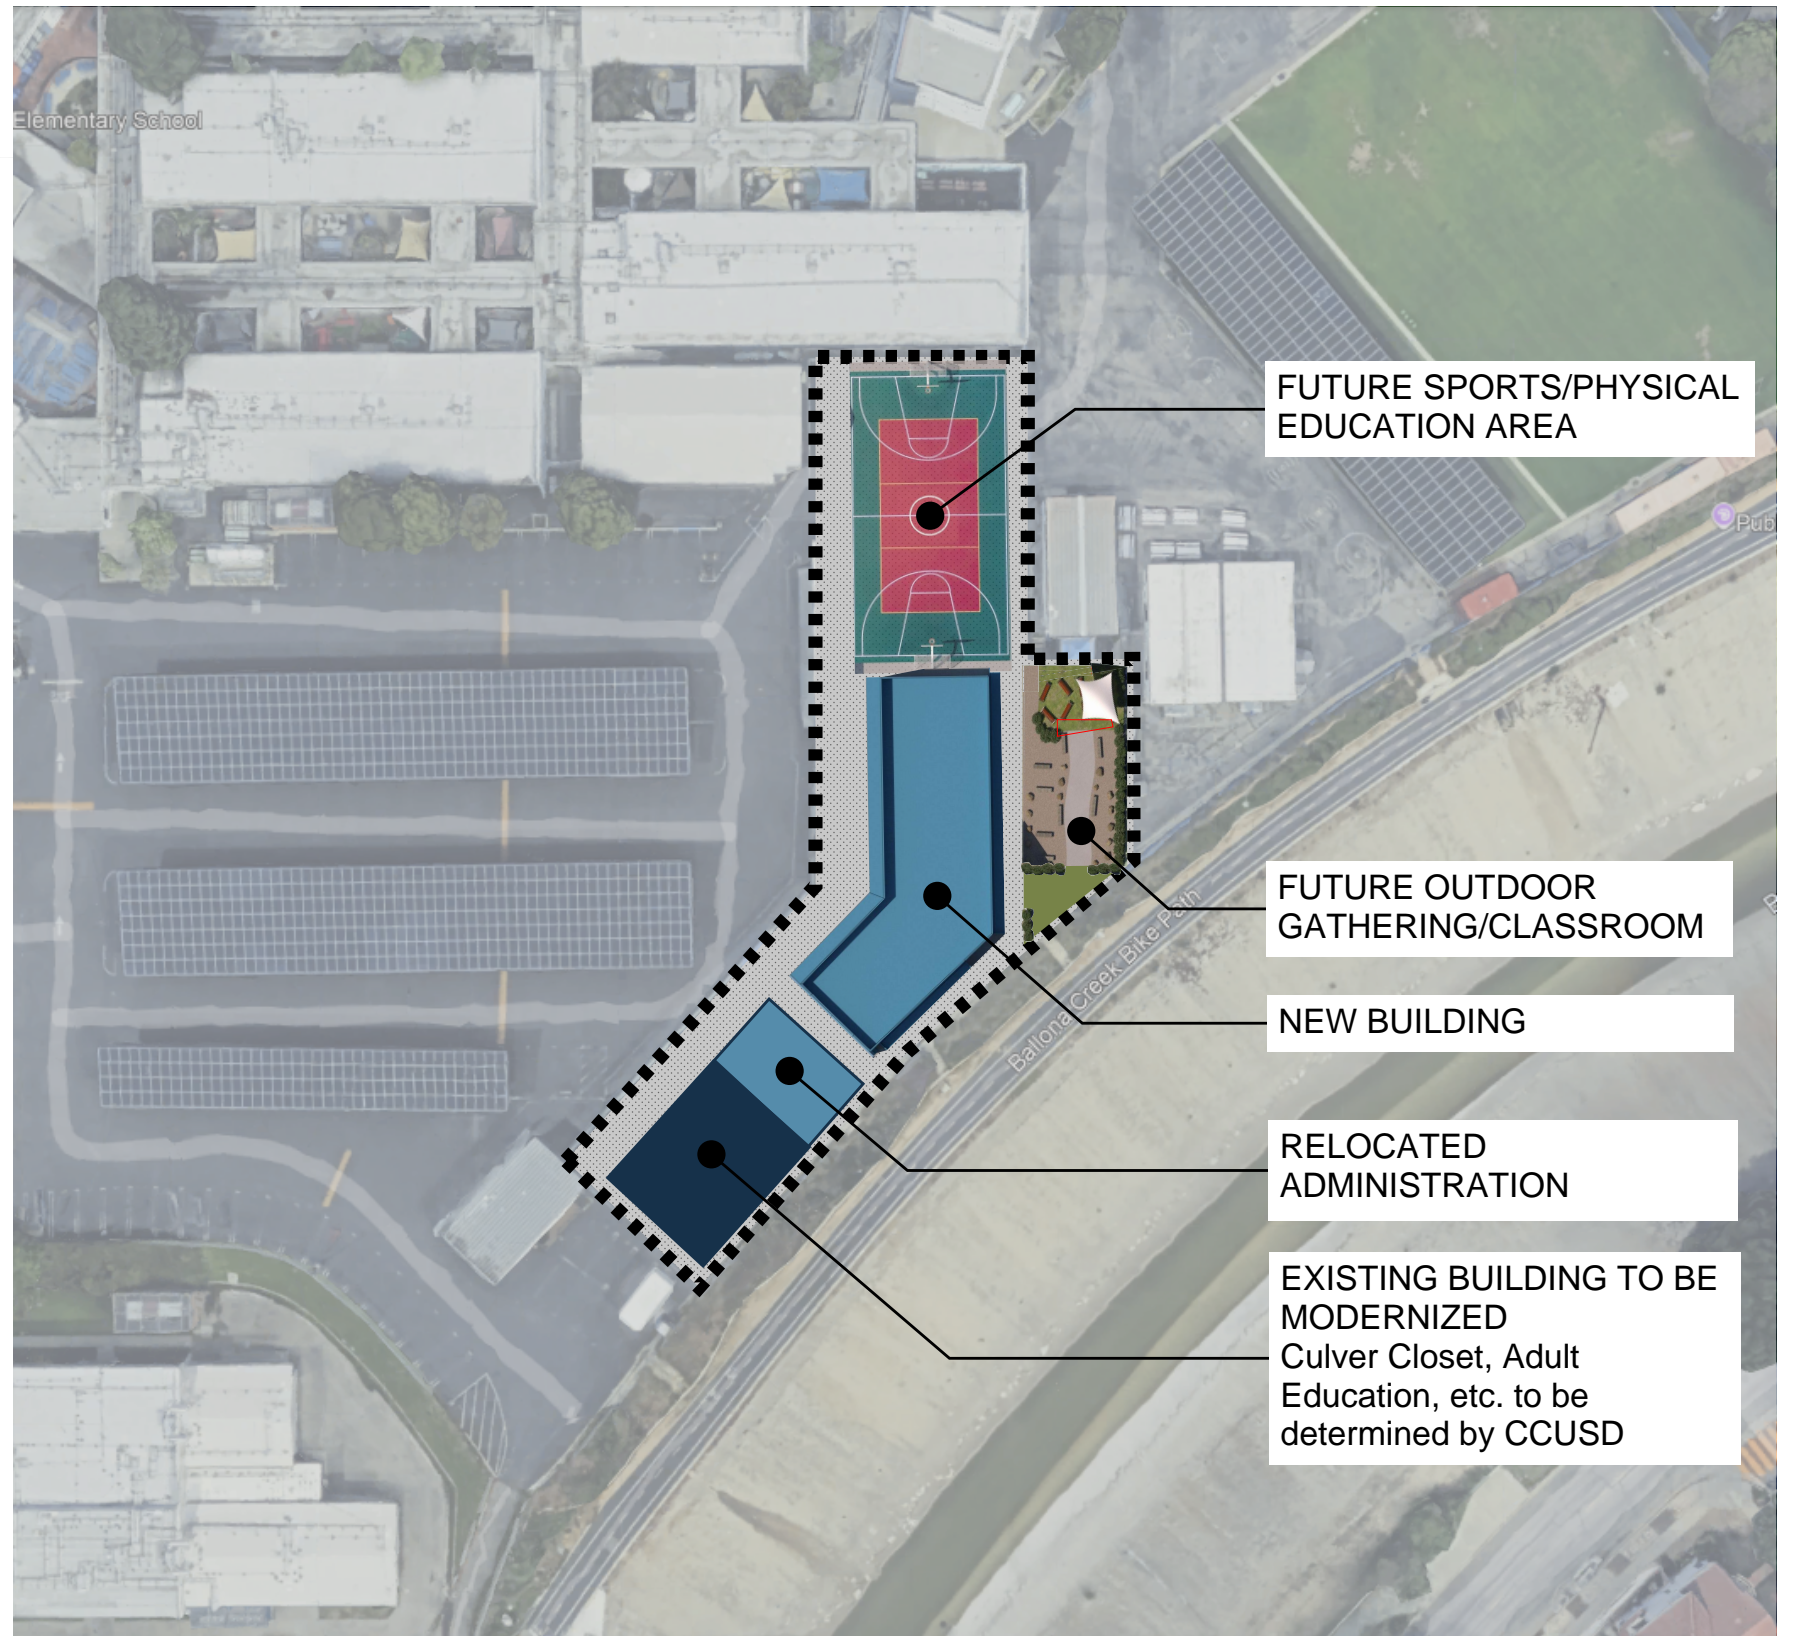 Elementary School
FUTURE SPORTS/PHYSICAL
EDUCATION AREA
Pub
FUTURE OUTDOOR
GATHERING/CLASSROOM
Ballona Creek Bike Path
NEW BUILDING
RELOCATED
ADMINISTRATION
EXISTING BUILDING TO BE
MODERNIZED
Culver Closet, Adult
Education, etc. to be
determined by CCUSD